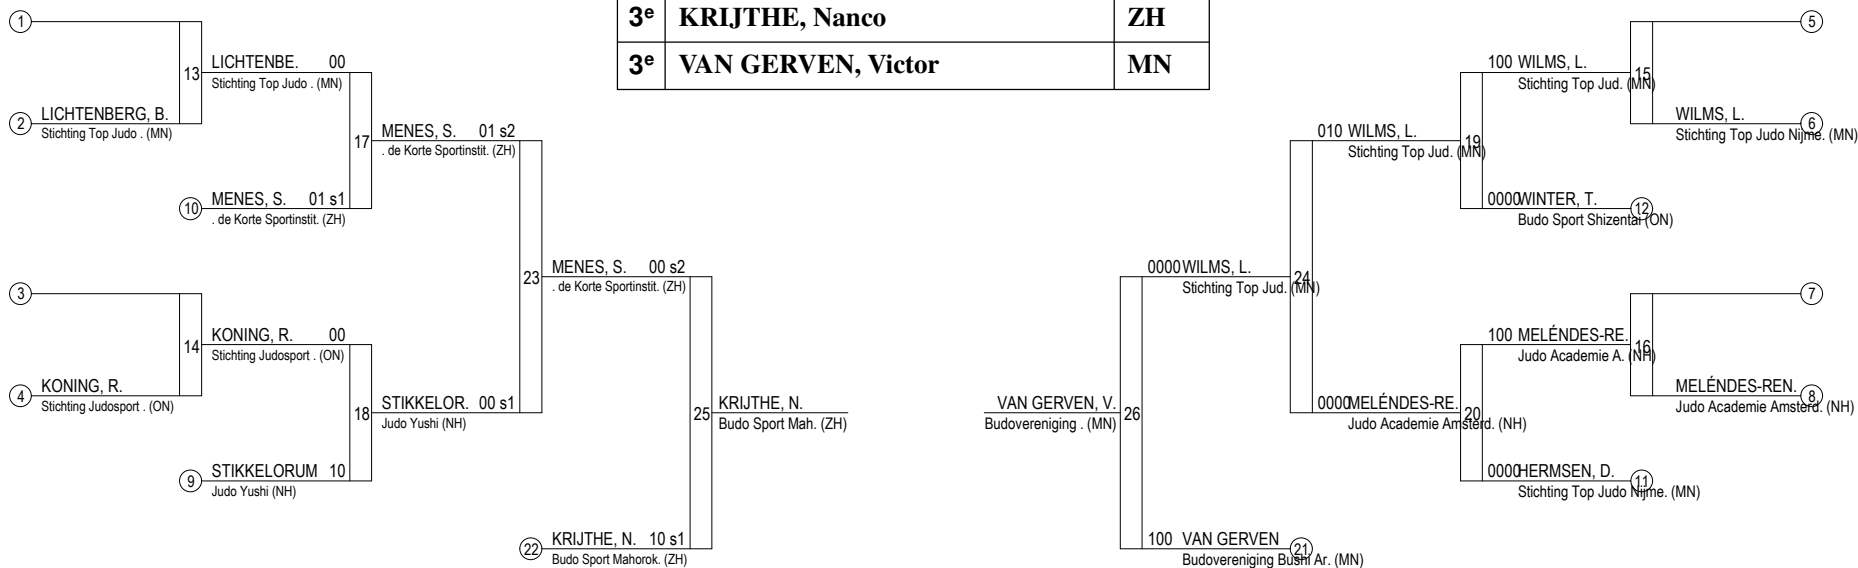 3e KRIJTHE, Nanco ZH
3e VAN GERVEN, Victor MN
1
13
LICHTENBE. 00
Stichting Top Judo . (MN)
2
LICHTENBERG, B.
Stichting Top Judo . (MN)
17
MENES, S. 01 s2
. de Korte Sportinstit. (ZH)
10
MENES, S. 01 s1
. de Korte Sportinstit. (ZH)
23
MENES, S. 00 s2
. de Korte Sportinstit. (ZH)
3
14
KONING, R. 00
Stichting Judosport . (ON)
4
KONING, R.
Stichting Judosport . (ON)
18
STIKKELOR. 00 s1
Judo Yushi (NH)
9
STIKKELORUM 10
Judo Yushi (NH)
25
KRIJTHE, N.
Budo Sport Mah. (ZH)
22
KRIJTHE, N. 10 s1
Budo Sport Mahorok. (ZH)
5
100 WILMS, L.
Stichting Top Jud. (MN)
15
WILMS, L.
6
Stichting Top Judo Nijme. (MN)
010 WILMS, L.
Stichting Top Jud. (MN)
19
0000 WINTER, T.
12
Budo Sport Shizentai (ON)
0000 WILMS, L.
Stichting Top Jud. (MN)
24
7
100 MELÉNDES-RE.
Judo Academie A. (NH)
16
MELÉNDES-REN.
8
Judo Academie Amsterd. (NH)
0000 MELÉNDES-RE.
Judo Academie Amsterd. (NH)
20
0000 HERMSEN, D.
11
Stichting Top Judo Nijme. (MN)
VAN GERVEN, V.
Budovereniging . (MN)
26
100 VAN GERVEN
21
Budovereniging Bushi Ar. (MN)